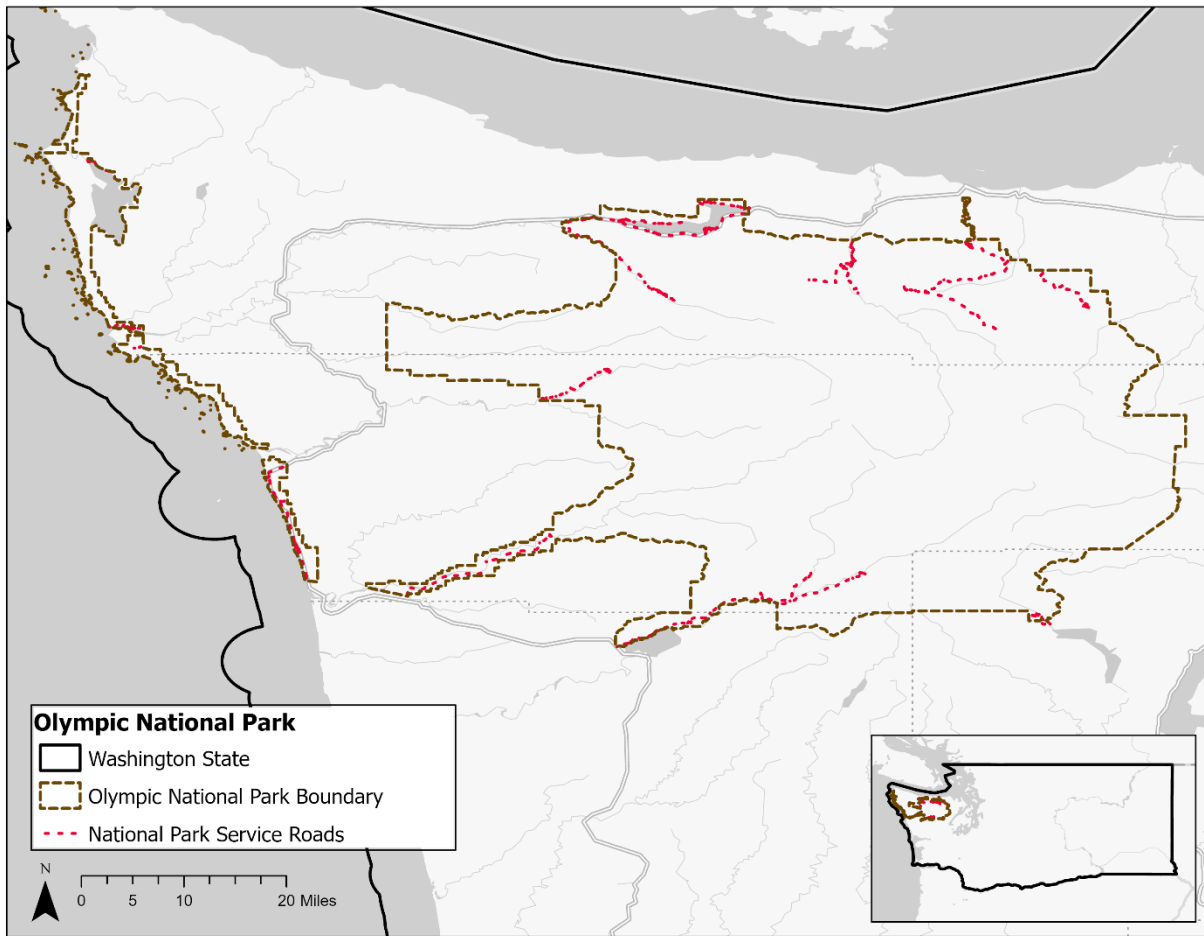 Olympic National Park
Washington State
Olympic National Park Boundary
National Park Service Roads
N
0 5 10 20 Miles